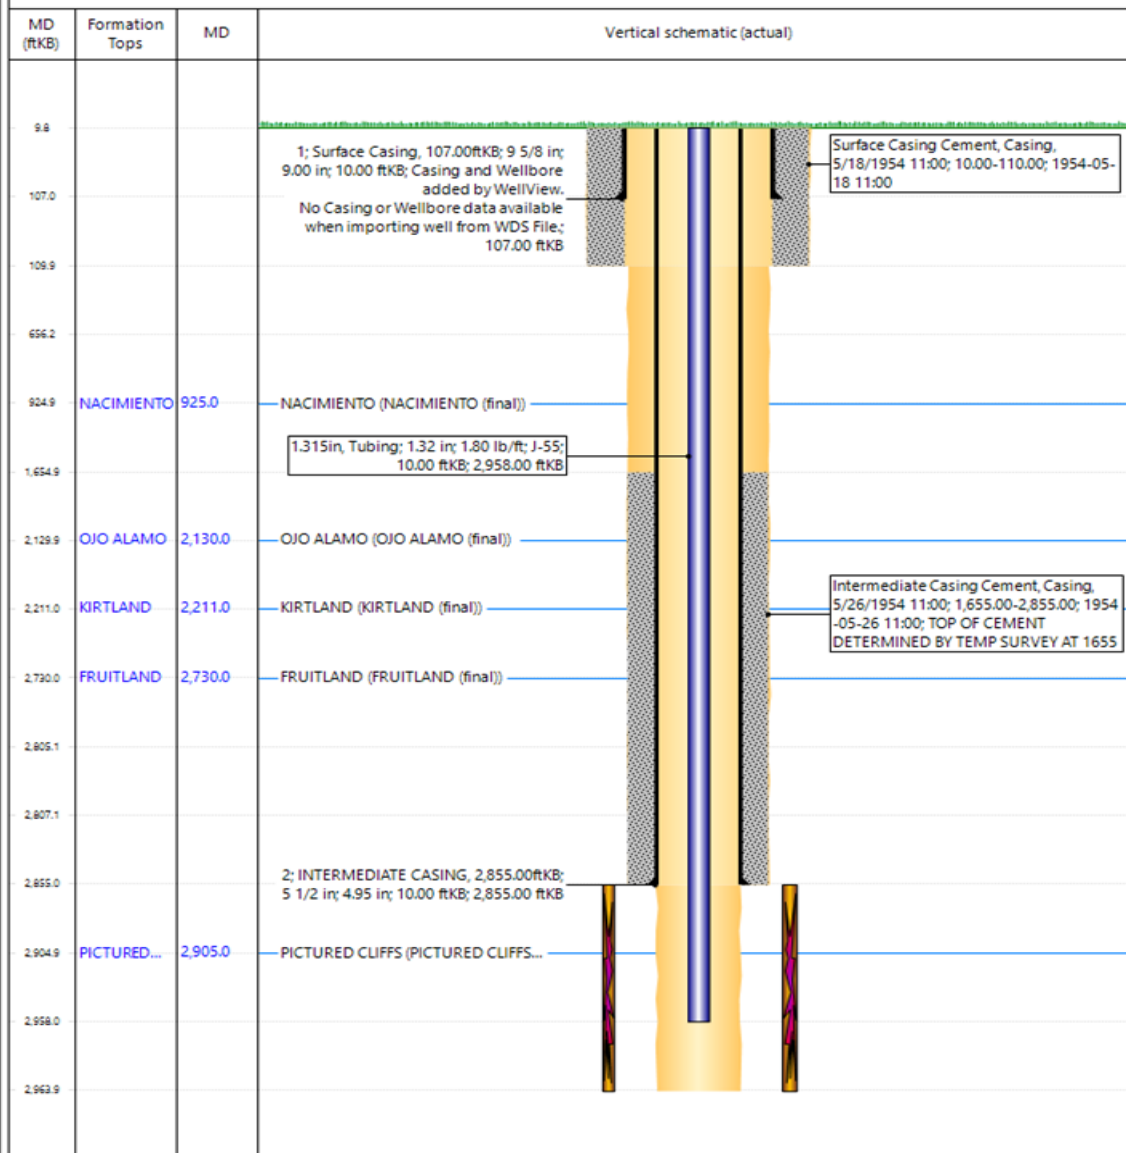 MD (ftKB)
Formation Tops
MD
Vertical schematic (actual)
9.8
1; Surface Casing, 107.00ftKB; 9 5/8 in;
9.00 in; 10.00 ftKB; Casing and Wellbore
added by WellView.
No Casing or Wellbore data available
when importing well from WDS File.;
107.00 ftKB
Surface Casing Cement, Casing,
5/18/1954 11:00; 10.00-110.00; 1954-05-
18 11:00
107.0
109.9
656.2
924.9
NACIMIENTO
925.0
NACIMIENTO (NACIMIENTO (final))
1.315in, Tubing; 1.32 in; 1.80 lb/ft; J-55;
10.00 ftKB; 2,958.00 ftKB
1,654.9
2,129.9
OJO ALAMO
2,130.0
OJO ALAMO (OJO ALAMO (final))
Intermediate Casing Cement, Casing,
5/26/1954 11:00; 1,655.00-2,855.00; 1954
-05-26 11:00; TOP OF CEMENT
DETERMINED BY TEMP SURVEY AT 1655
2,211.0
KIRTLAND
2,211.0
KIRTLAND (KIRTLAND (final))
2,730.0
FRUITLAND
2,730.0
FRUITLAND (FRUITLAND (final))
2,805.1
2,807.1
2; INTERMEDIATE CASING, 2,855.00ftKB;
5 1/2 in; 4.95 in; 10.00 ftKB; 2,855.00 ftKB
2,855.0
2,904.9
PICTURED...
2,905.0
PICTURED CLIFFS (PICTURED CLIFFS...
2,958.0
2,963.9